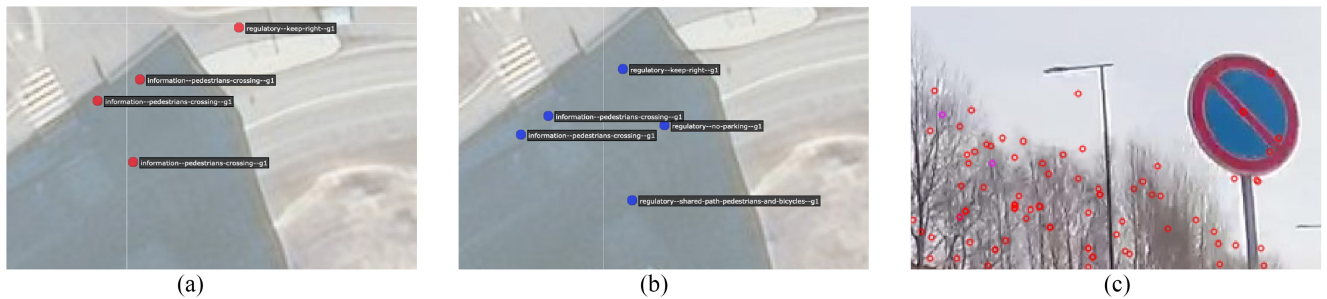 regulatory--keep-right--g1
information--pedestrians-crossing--g1
information--pedestrians-crossing--g1
information--pedestrians-crossing--g1
regulatory--keep-right--g1
information--pedestrians-crossing--g1
regulatory--no-parking--g1
information--pedestrians-crossing--g1
regulatory--shared-path-pedestrians-and-bicycles--g1
(a)
(b)
(c)